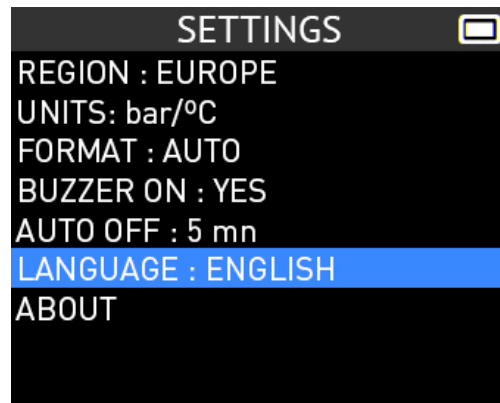 SETTINGS
REGION : EUROPE
UNITS: bar/ºC
FORMAT : AUTO
BUZZER ON : YES
AUTO OFF : 5 mn
LANGUAGE : ENGLISH
ABOUT